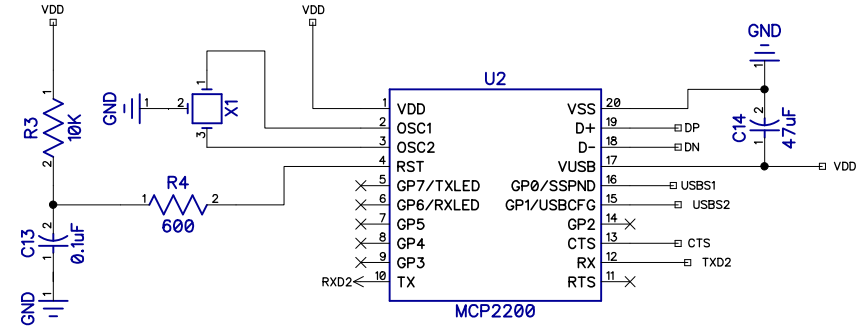 VDD
VDD
GND
U2
1
1 VDD
VSS 20
GND
1
2
X1
3
2 OSC1
D+ 19
DP
C14
2
1
47uF
R3
1
10K
2
3 OSC2
D- 18
DN
4 RST
VUSB 17
VDD
R4
5 GP7/TXLED
GP0/SSPND 16
USBS1
1
2
600
6 GP6/RXLED
GP1/USBCFG 15
USBS2
7 GP5
GP2 14
C13
2
1
0.1uF
8 GP4
CTS 13
CTS
9 GP3
RX 12
TXD2
RXD2
10 TX
RTS 11
GND
1
MCP2200
1